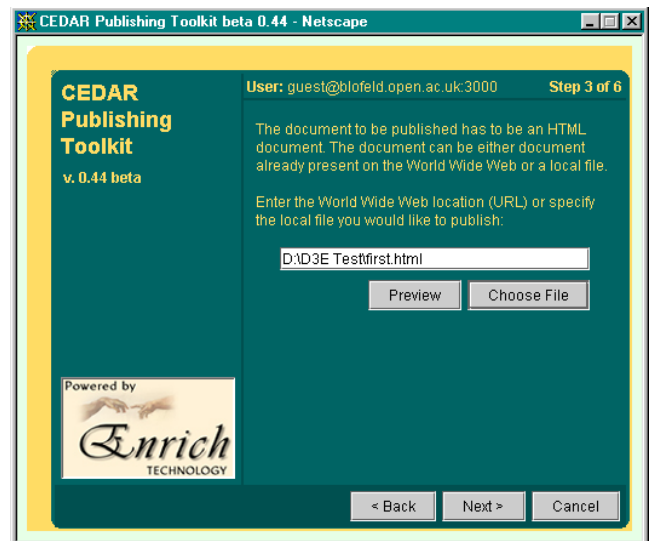 CEDAR Publishing Toolkit beta 0.44 - Netscape
CEDAR
Publishing
Toolkit
v. 0.44 beta
User: guest@blofeld.open.ac.uk:3000 Step 3 of 6
The document to be published has to be an HTML
document. The document can be either document
already present on the World Wide Web or a local file.
Enter the World Wide Web location (URL) or specify
the local file you would like to publish:
D:\D3E Test\first.html
Preview Choose File
Powered by
Enrich
TECHNOLOGY
< Back Next > Cancel